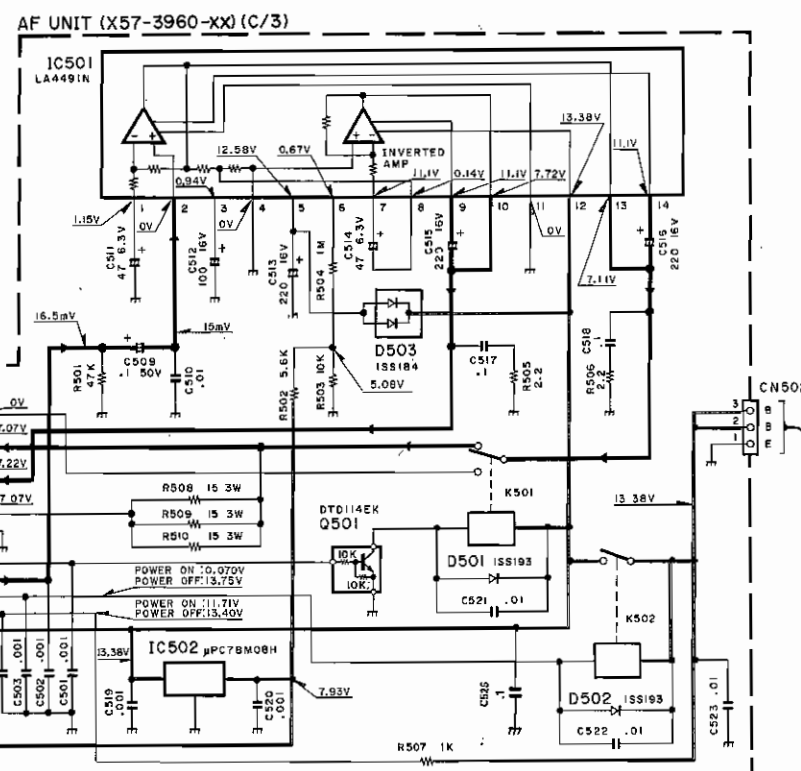 AF UNIT (X57-3960-XX)(C/3)
IC501
LA4491N
INVERTED
AMP
13.38V
11.1V
12.58V
0.67V
0.94V
11.1V
0.14V
11.1V
7.72V
1.15V
0V
0V
0V
7.11V
1 2 3 4 5 6 7 8 9 10 11 12 13 14
C511
47 6.3V
C512
100 16V
C513
220 16V
R504 1M
C514
47 6.3V
C515
220 16V
C516
220 16V
16.5mV
15mV
C509
.1 50V
R501
47K
C510
.01
R502 5.6K
R503 10K
5.08V
D503
1SS184
C517
.1
R505
2.2
C518
.1
R506
2.2
CN502
3 B
2 B
1 E
0V
7.07V
7.22V
7.07V
R508 15 3W
R509 15 3W
R510 15 3W
DTD114EK
Q501
10K
10K
K501
13.38V
D501 1SS193
C521 .01
POWER ON :0.070V
POWER OFF:13.75V
POWER ON :11.71V
POWER OFF:13.40V
K502
D502 1SS193
C522 .01
C523 .01
IC502 μPC78M08H
13.38V
C519
.001
C520
.001
7.93V
C503 .001
C502 .001
C501 .001
.1
R507 1K